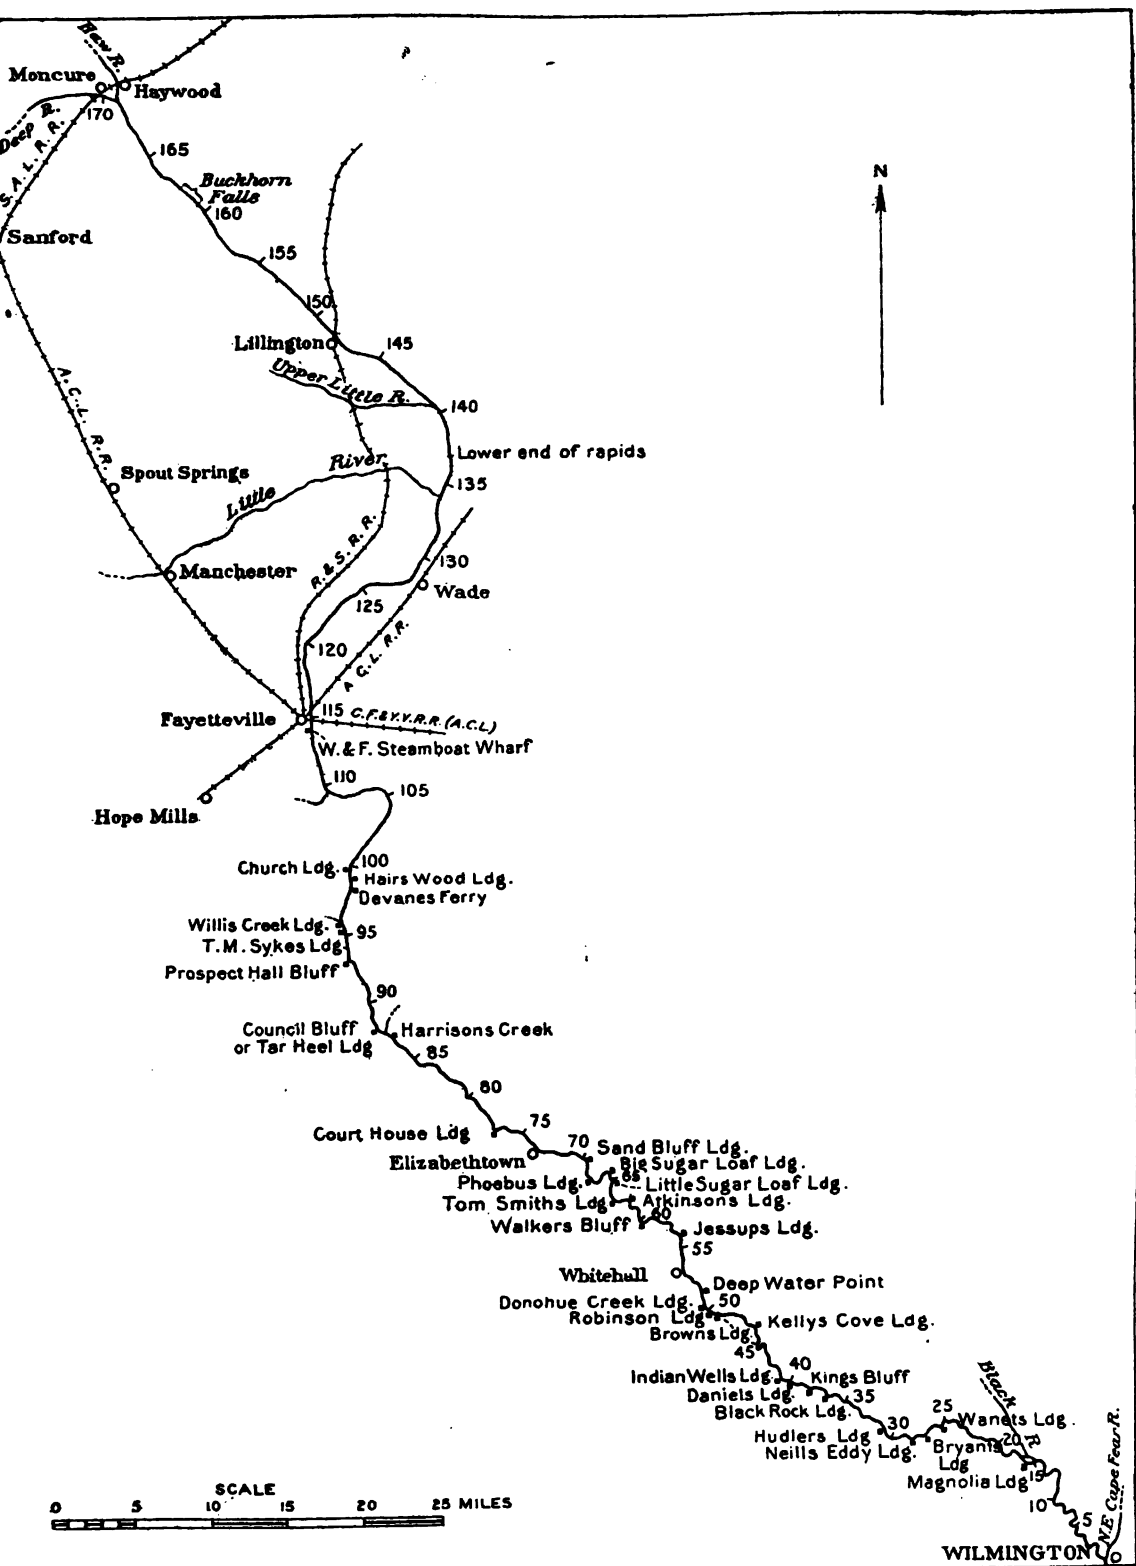 Haw R.
Moncure
Haywood
170
Deep R.
S. A. L. R. R.
165
Buckhorn
Falls
160
Sanford
155
150
Lillington
145
Upper Little R.
140
A. C. L. R. R.
Lower end of rapids
Spout Springs
Little River
135
R. & S. R. R.
130
Manchester
Wade
125
120
A. C. L. R. R.
Fayetteville
115
C. F. & Y. V. R. R. (A. C. L)
W. & F. Steamboat Wharf
110
105
Hope Mills
Church Ldg.
100
Hairs Wood Ldg.
Devanes Ferry
Willis Creek Ldg.
95
T. M. Sykes Ldg
Prospect Hall Bluff
90
Council Bluff
or Tar Heel Ldg
Harrisons Creek
85
80
Court House Ldg
75
Elizabethtown
70
Sand Bluff Ldg.
Big Sugar Loaf Ldg.
65
Phoebus Ldg.
Little Sugar Loaf Ldg.
Tom Smiths Ldg
Atkinsons Ldg.
60
Walkers Bluff
Jessups Ldg.
55
Whitehall
Deep Water Point
Donohue Creek Ldg.
50
Robinson Ldg
Kellys Cove Ldg.
Browns Ldg.
45
40
Indian Wells Ldg.
Kings Bluff
Daniels Ldg.
35
Black Rock Ldg.
Black R
25
Wanets Ldg.
30
Hudlers Ldg
20
Neills Eddy Ldg.
Bryants
Ldg
Magnolia Ldg
15
10
5
N. E. Cape Fear R.
WILMINGTON
N
SCALE
0 5 10 15 20 25 MILES